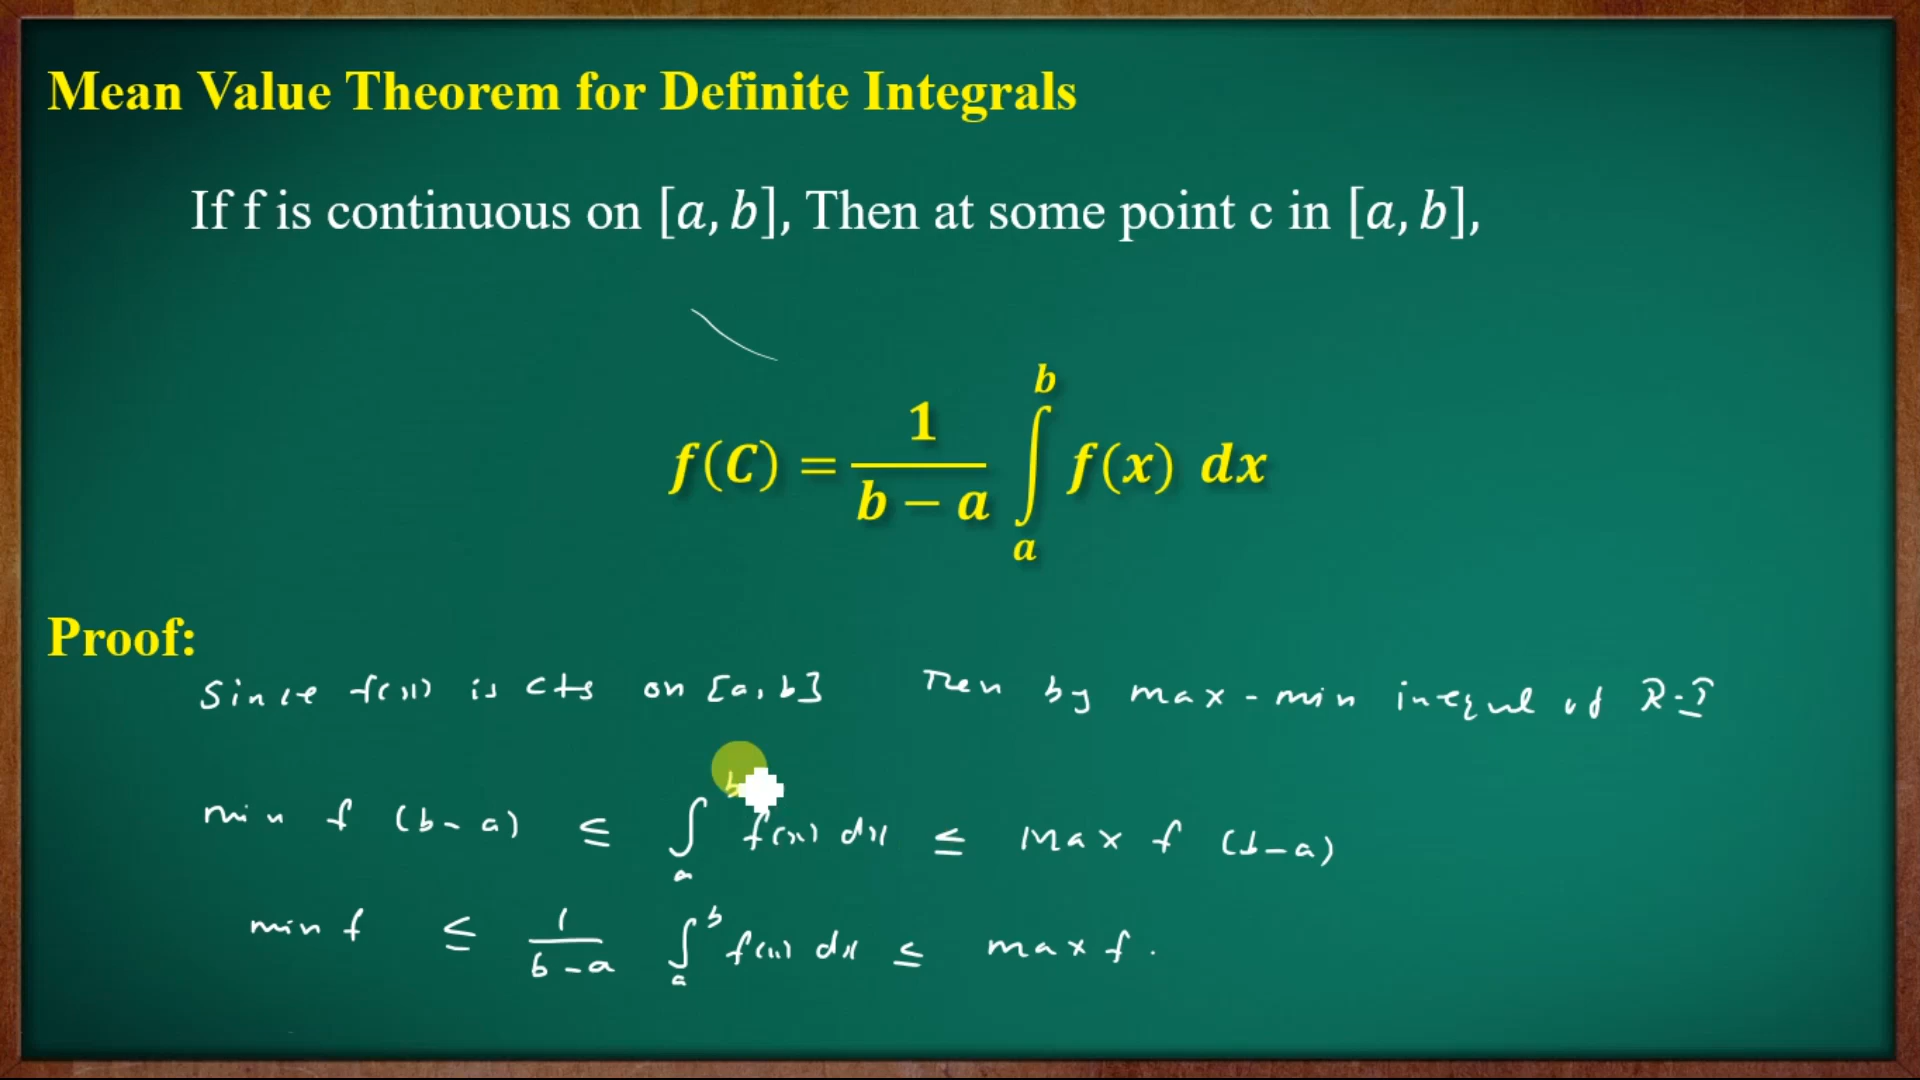 Mean Value Theorem for Definite Integrals
If f is continuous on [a, b], Then at some point c in [a, b],
f(C) = 1/(b − a) ∫_a^b f(x) dx
Proof:
Since f(x) is cts on [a, b] Then by max - min inequl of R-I
min f (b - a) ≤ ∫_a^b f(x) dx ≤ Max f (b - a)
min f ≤ 1/(b - a) ∫_a^b f(x) dx ≤ max f .